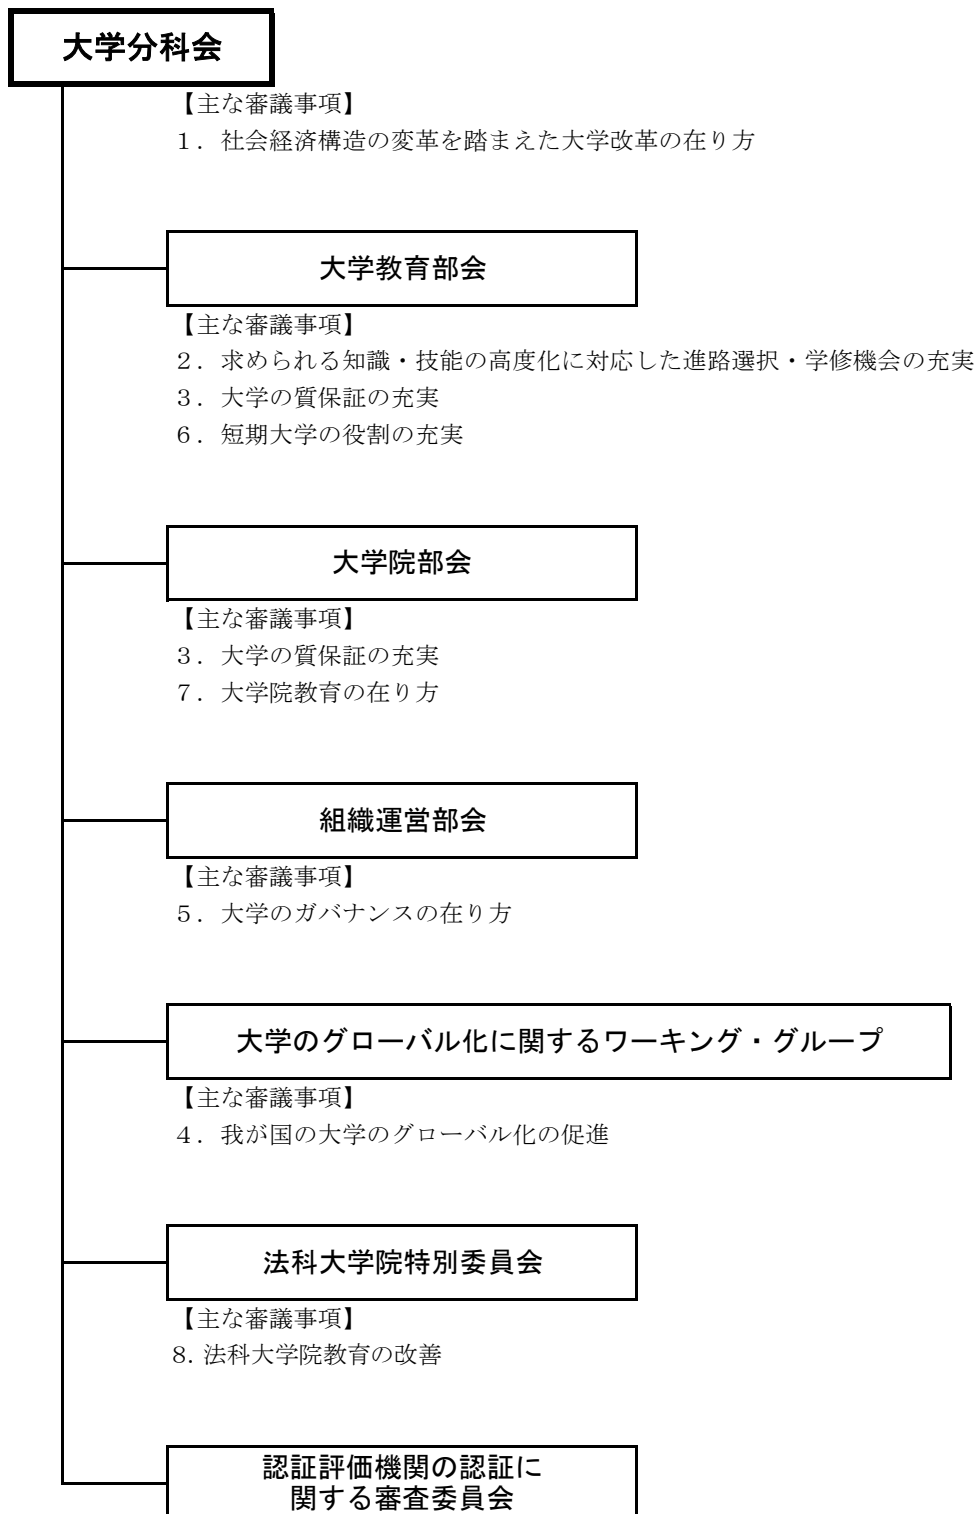 大学分科会
【主な審議事項】
１．社会経済構造の変革を踏まえた大学改革の在り方
大学教育部会
【主な審議事項】
２．求められる知識・技能の高度化に対応した進路選択・学修機会の充実
３．大学の質保証の充実
６．短期大学の役割の充実
大学院部会
【主な審議事項】
３．大学の質保証の充実
７．大学院教育の在り方
組織運営部会
【主な審議事項】
５．大学のガバナンスの在り方
大学のグローバル化に関するワーキング・グループ
【主な審議事項】
４．我が国の大学のグローバル化の促進
法科大学院特別委員会
【主な審議事項】
８. 法科大学院教育の改善
認証評価機関の認証に
関する審査委員会